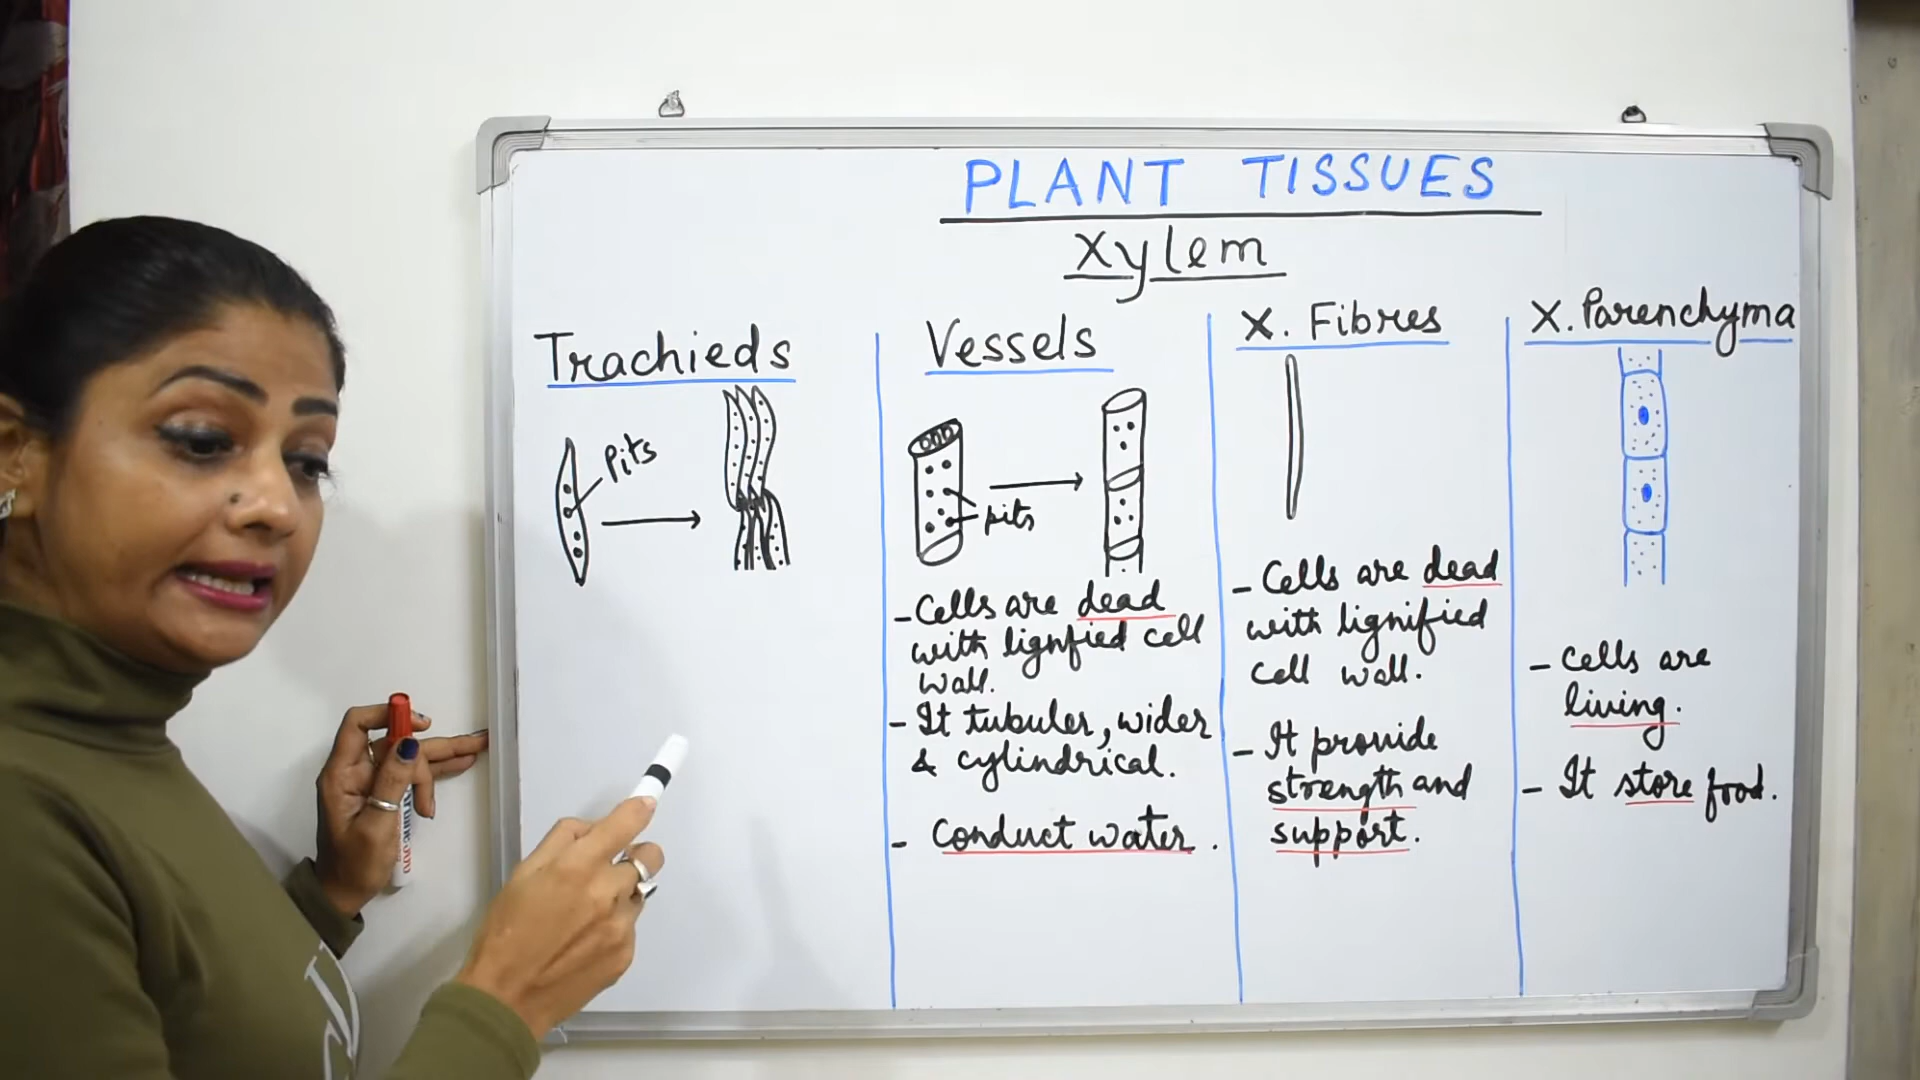 PLANT TISSUES
Xylem
Trachieds
Pits
Vessels
pits
- Cells are dead
with lignfied cell
wall.
- It tubuler, wider
& cylindrical.
- Conduct water.
X. Fibres
- Cells are dead
with lignified
cell wall.
- It provide
strength and
support.
X. Parenchyma
- cells are
living.
- It store food.